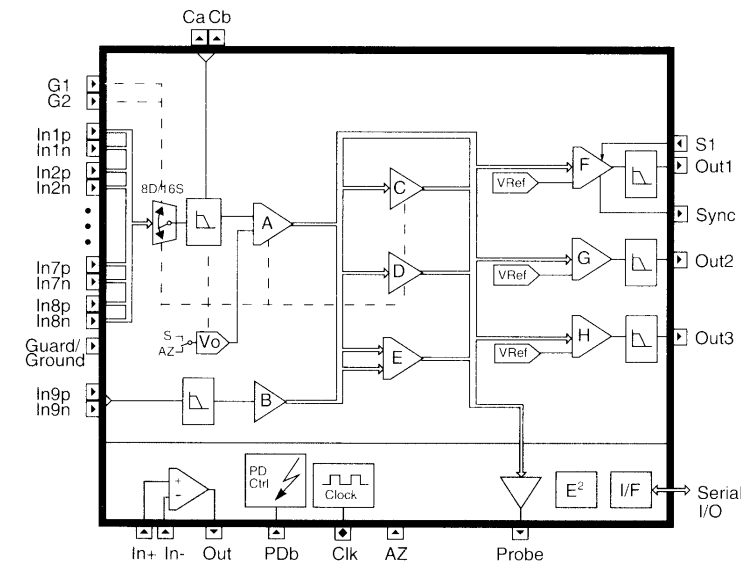 Ca Cb
G1
G2
In1p
In1n
In2p
In2n
In7p
In7n
In8p
In8n
Guard/
Ground
In9p
In9n
8D/16S
A
S
AZ
Vo
B
C
D
E
F
VRef
G
VRef
H
VRef
S1
Out1
Sync
Out2
Out3
PD
Ctrl
Clock
E²
I/F
Serial
I/O
+
-
In+ In- Out PDb Clk AZ Probe